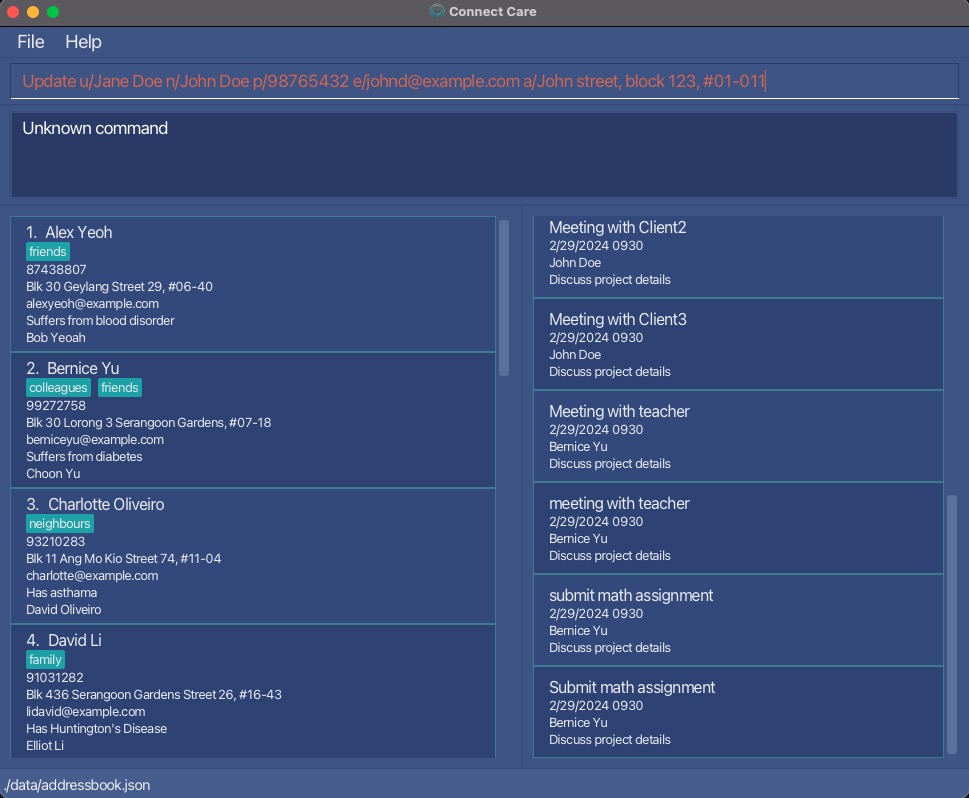 Connect Care
File Help
Update u/Jane Doe n/John Doe p/98765432 e/johnd@example.com a/John street, block 123, #01-011
Unknown command
1. Alex Yeoh
friends
87438807
Blk 30 Geylang Street 29, #06-40
alexyeoh@example.com
Suffers from blood disorder
Bob Yeoah
2. Bernice Yu
colleagues friends
99272758
Blk 30 Lorong 3 Serangoon Gardens, #07-18
berniceyu@example.com
Suffers from diabetes
Choon Yu
3. Charlotte Oliveiro
neighbours
93210283
Blk 11 Ang Mo Kio Street 74, #11-04
charlotte@example.com
Has asthama
David Oliveiro
4. David Li
family
91031282
Blk 436 Serangoon Gardens Street 26, #16-43
lidavid@example.com
Has Huntington's Disease
Elliot Li
Meeting with Client2
2/29/2024 0930
John Doe
Discuss project details
Meeting with Client3
2/29/2024 0930
John Doe
Discuss project details
Meeting with teacher
2/29/2024 0930
Bernice Yu
Discuss project details
meeting with teacher
2/29/2024 0930
Bernice Yu
Discuss project details
submit math assignment
2/29/2024 0930
Bernice Yu
Discuss project details
Submit math assignment
2/29/2024 0930
Bernice Yu
Discuss project details
./data/addressbook.json